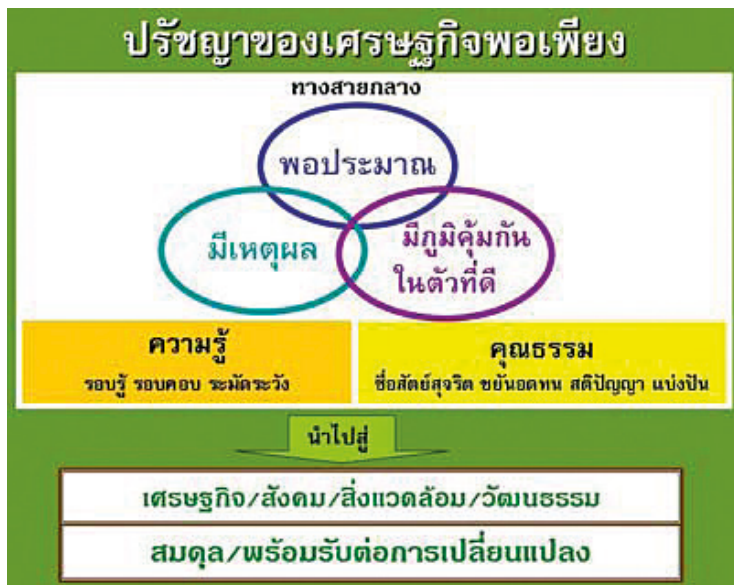 ปรัชญาของเศรษฐกิจพอเพียง
ทางสายกลาง
พอประมาณ
มีเหตุผล
มีภูมิคุ้มกัน
ในตัวที่ดี
ความรู้
รอบรู้ รอบคอบ ระมัดระวัง
คุณธรรม
ซื่อสัตย์สุจริต ขยันอดทน สติปัญญา แบ่งปัน
นำไปสู่
เศรษฐกิจ/สังคม/สิ่งแวดล้อม/วัฒนธรรม
สมดุล/พร้อมรับต่อการเปลี่ยนแปลง